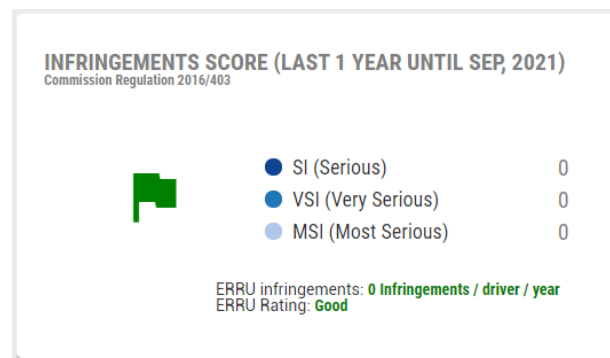 INFRINGEMENTS SCORE (LAST 1 YEAR UNTIL SEP, 2021)
Commission Regulation 2016/403
SI (Serious) 0
VSI (Very Serious) 0
MSI (Most Serious) 0
ERRU infringements: 0 Infringements / driver / year
ERRU Rating: Good